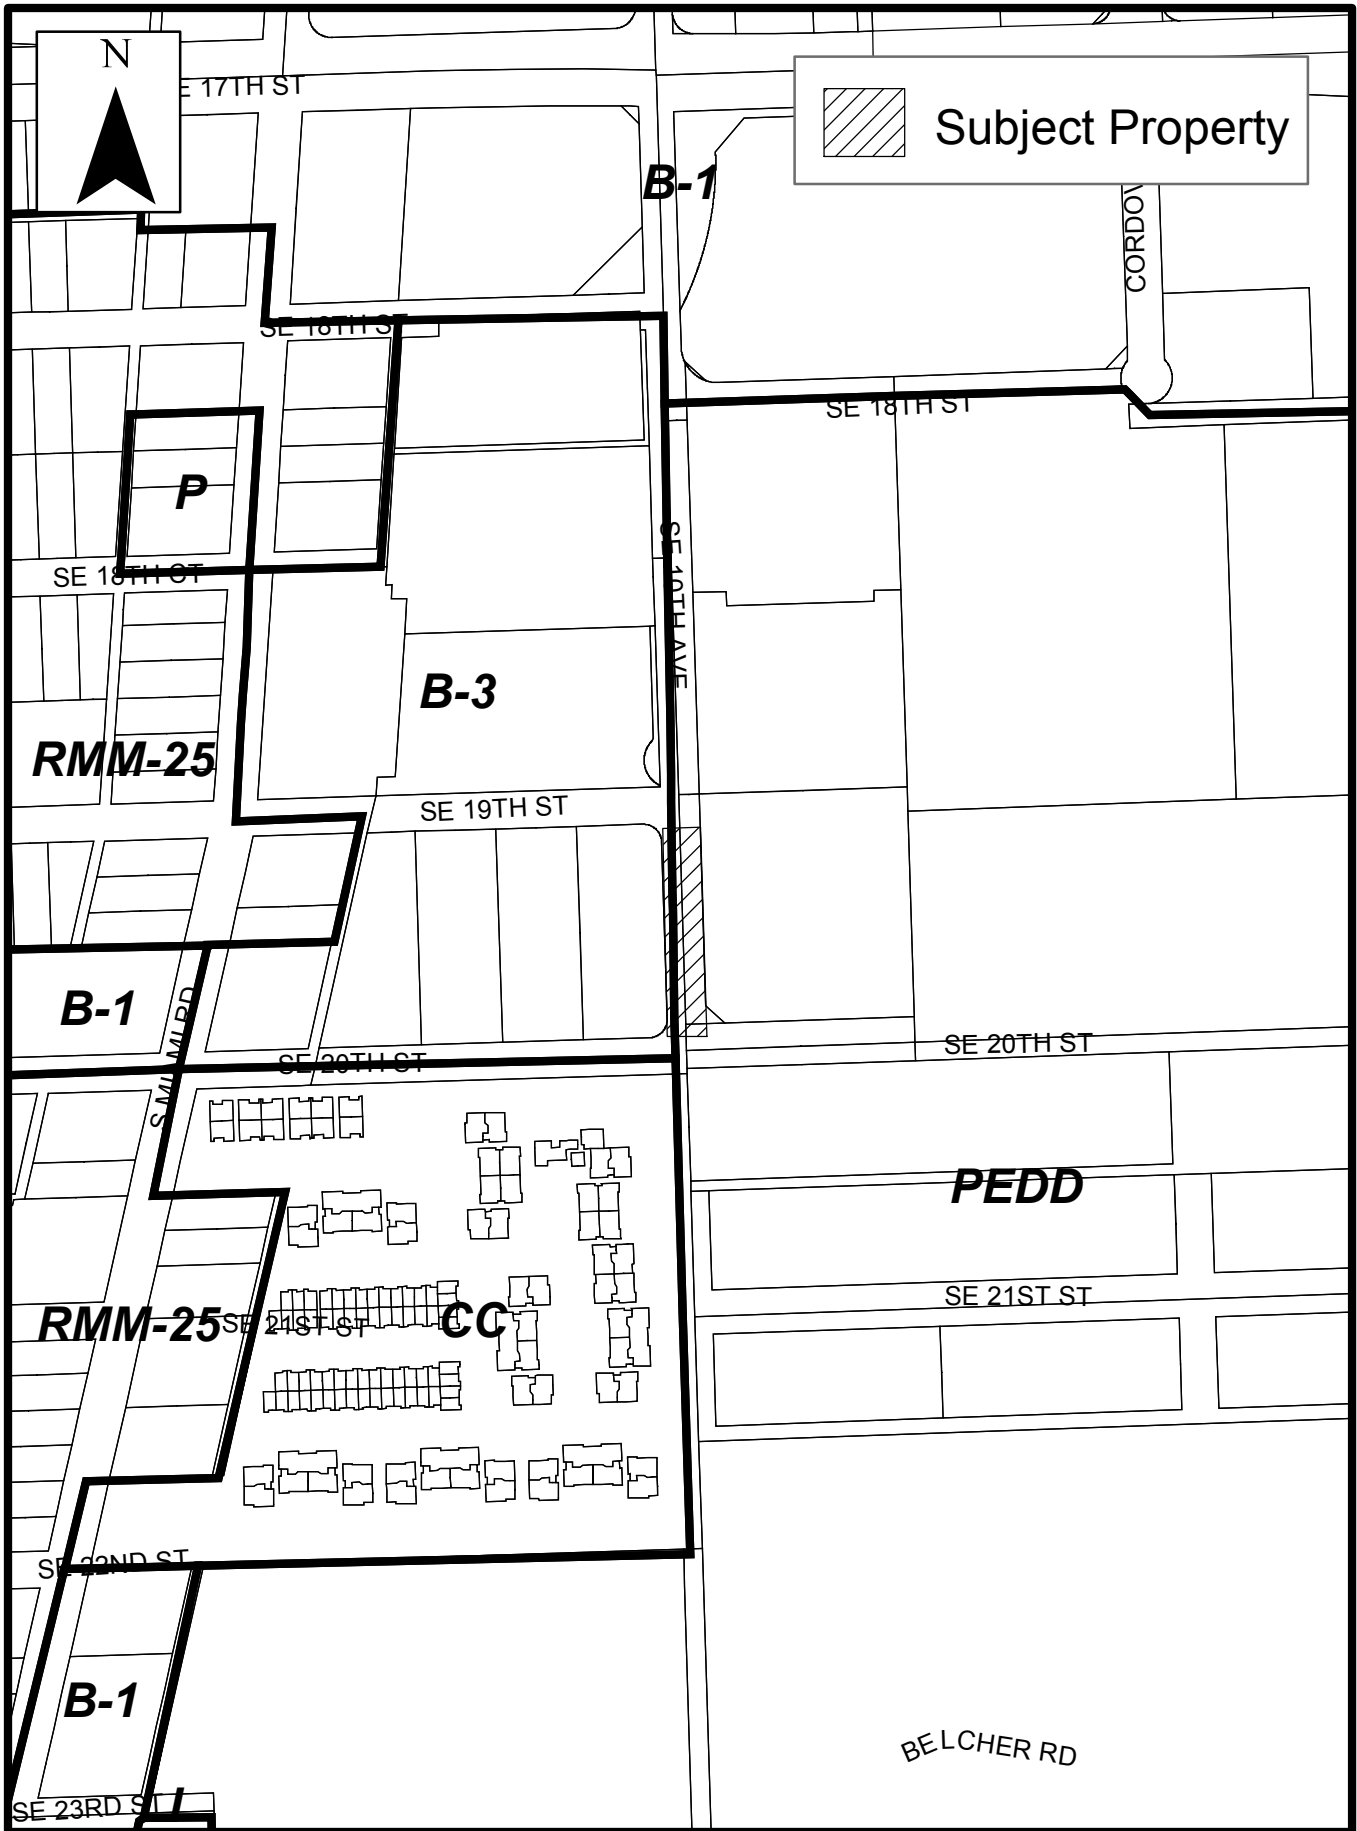 N
SE 17TH ST
Subject Property
B-1
CORDOV
SE 18TH ST
SE 18TH ST
P
SE 10TH AVE
SE 18TH CT
B-3
RMM-25
SE 19TH ST
B-1
S MIAMI RD
SE 20TH ST
SE 20TH ST
PEDD
SE 21ST ST
RMM-25
SE 21ST ST
CC
SE 22ND ST
B-1
BELCHER RD
SE 23RD ST
I